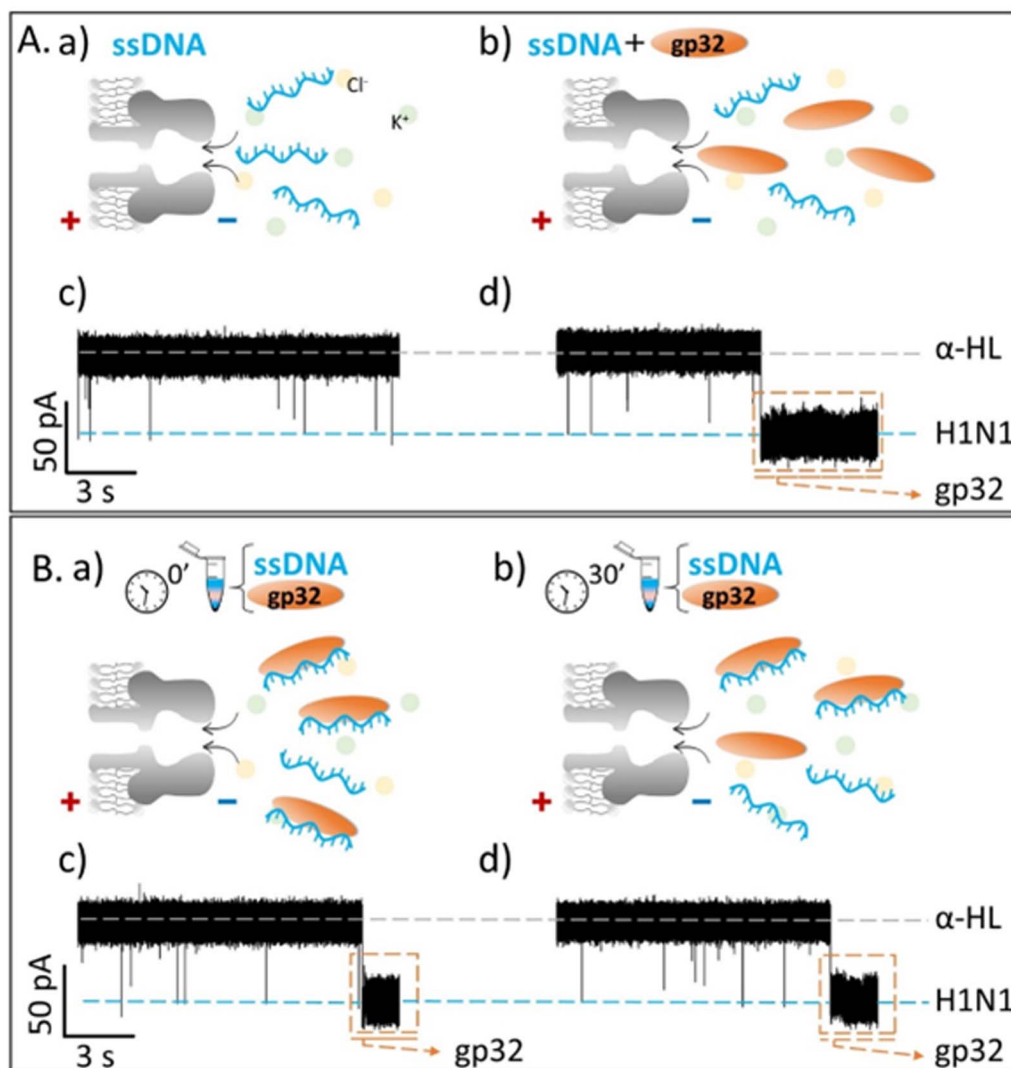 A. a) ssDNA
b) ssDNA + gp32
Cl⁻
K⁺
+ −
+ −
c)
d)
α-HL
H1N1
gp32
50 pA
3 s
B. a) 0' ssDNA
gp32
b) 30' ssDNA
gp32
+ −
+ −
c)
d)
α-HL
H1N1
gp32
gp32
50 pA
3 s